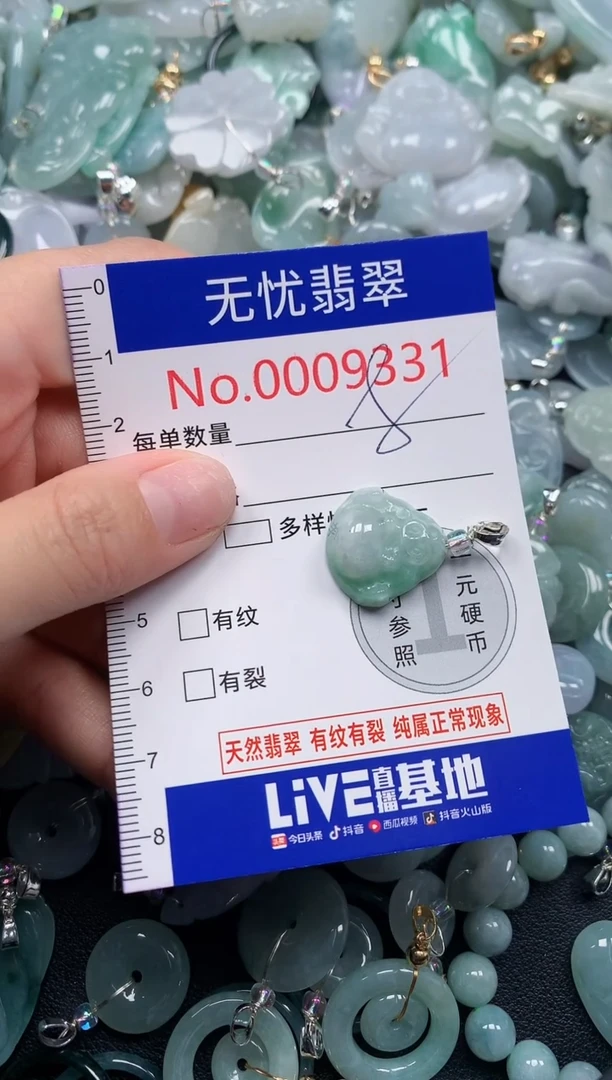 0
无忧翡翠
1
No.0009331
8
2
每单数量
多样
5
有纹
元硬币
1
参照
6
有裂
天然翡翠 有纹有裂 纯属正常现象
7
LiVE直播基地
8
头条 今日头条 抖音 西瓜视频 抖音火山版